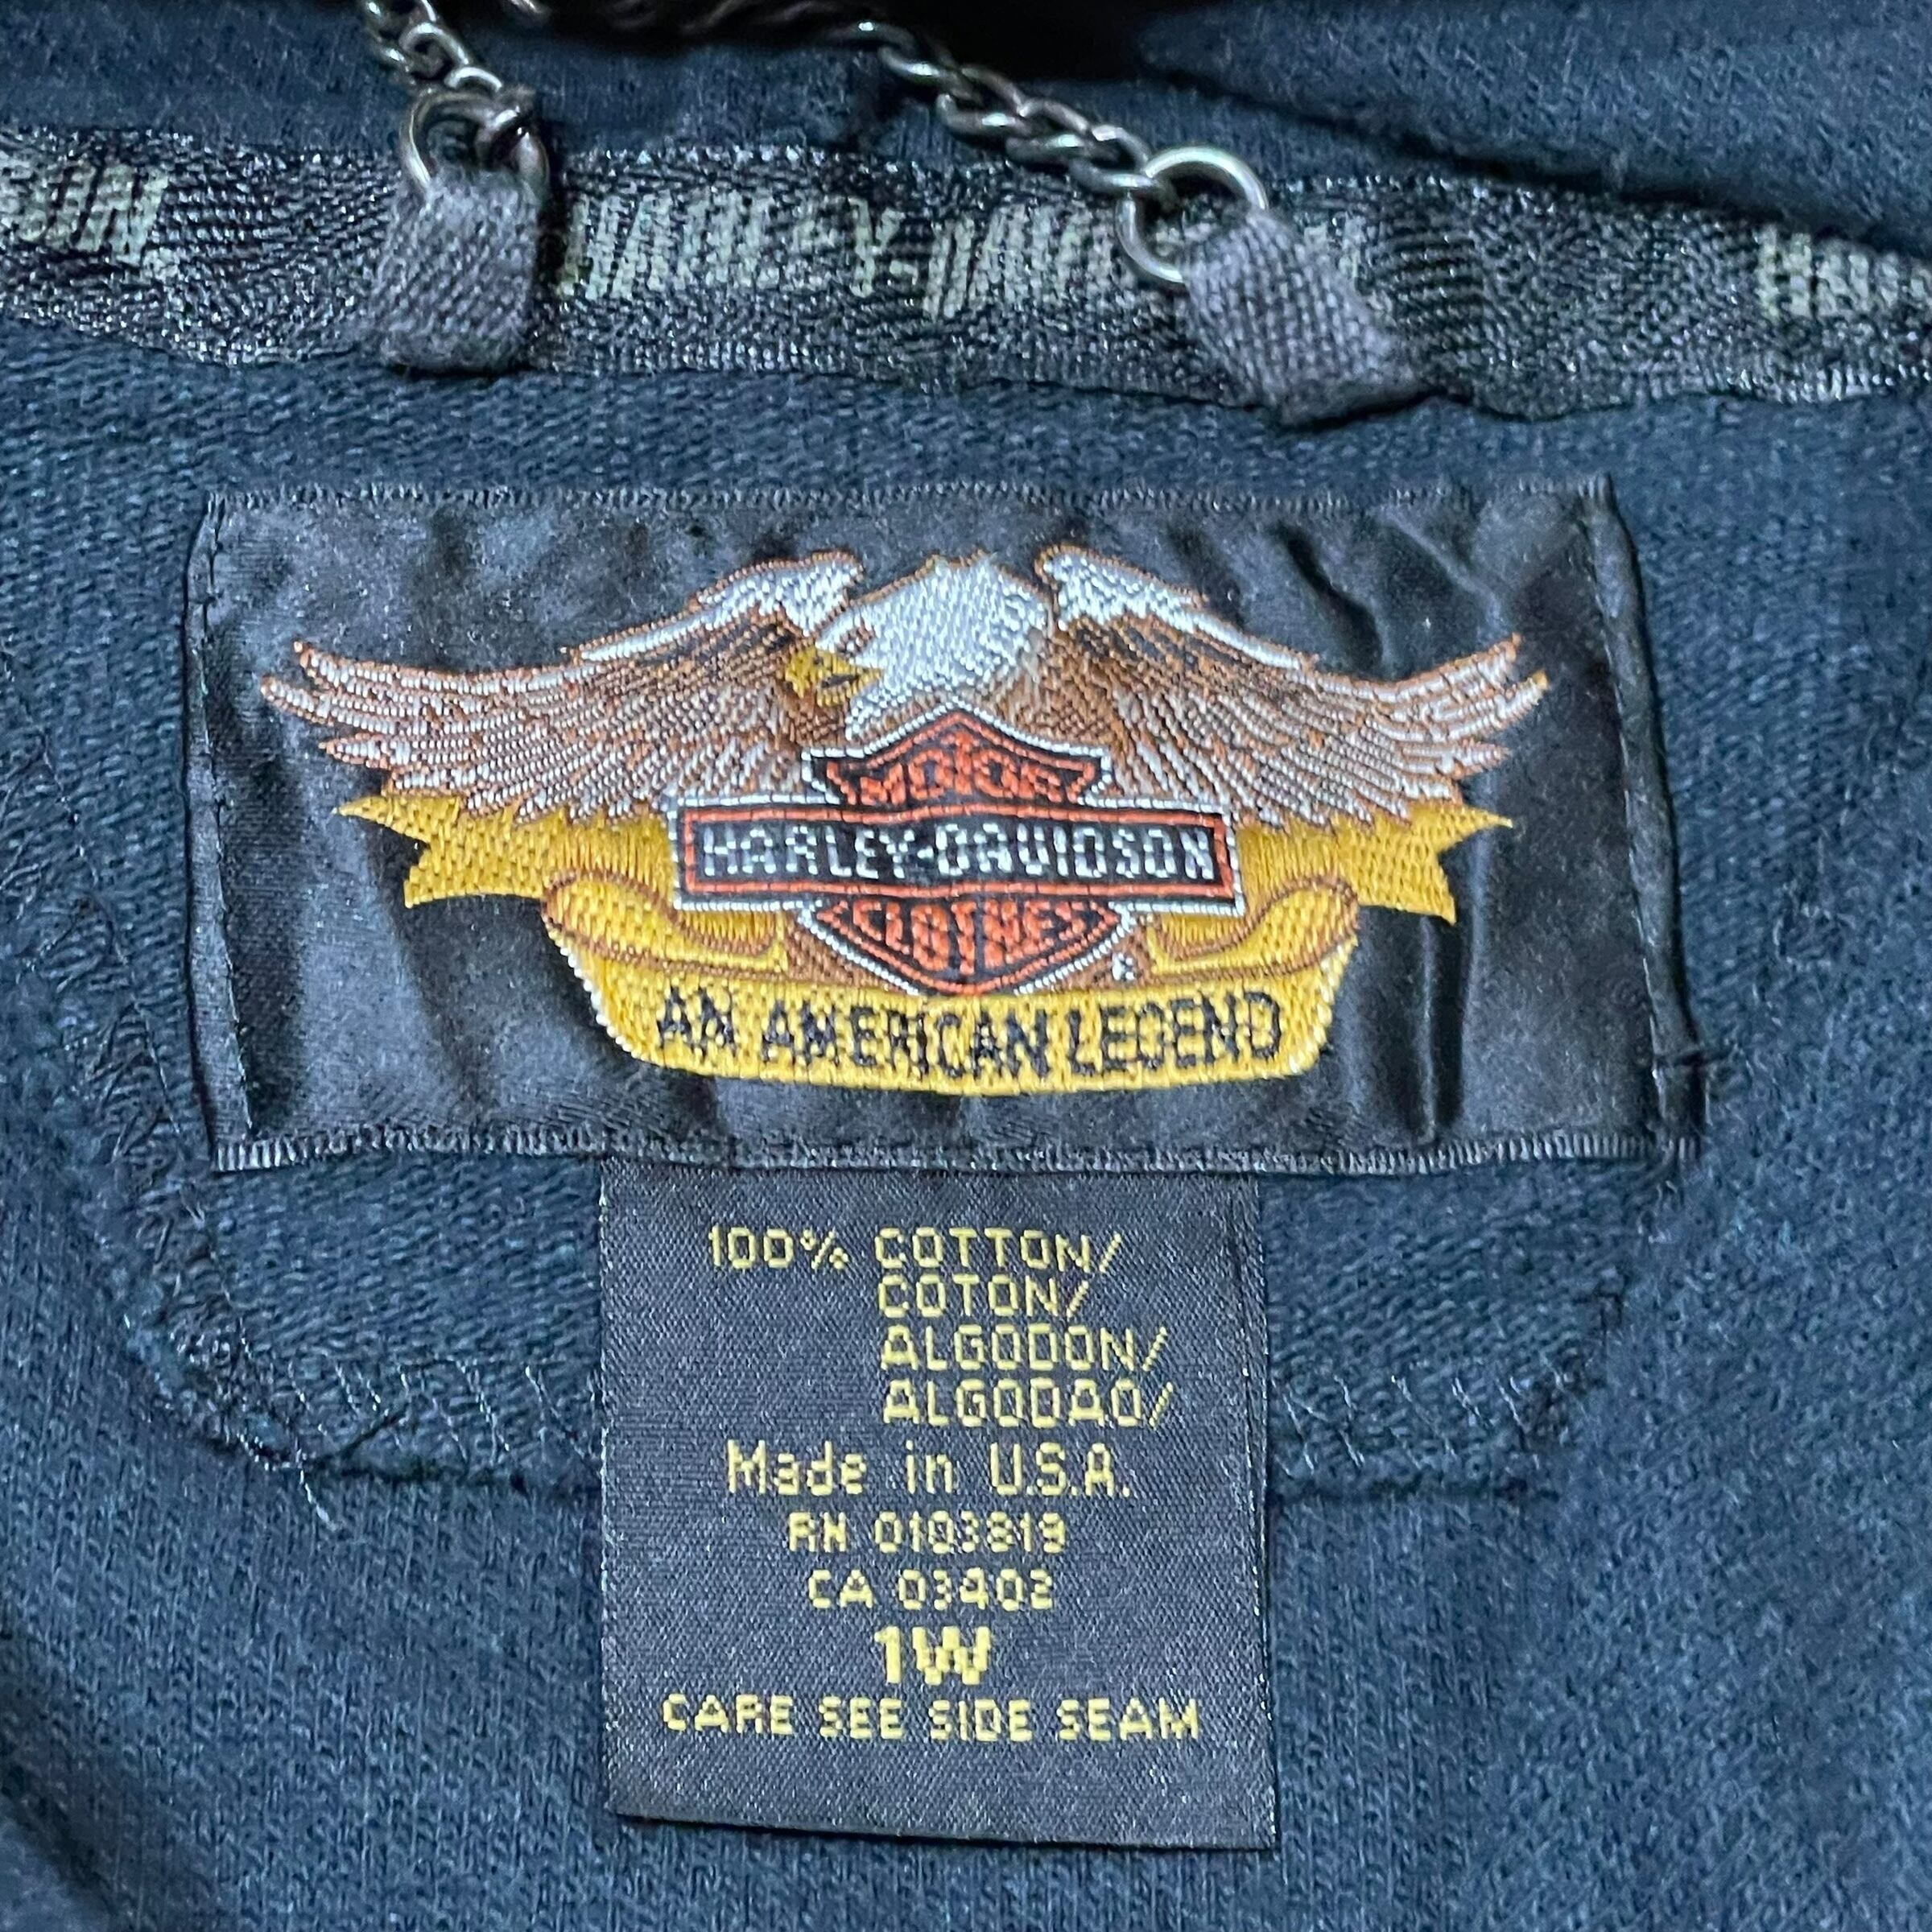 HARLEY-DAV
MOTOR
HARLEY-DAVIDSON
CLOTHES
®
AN AMERICAN LEGEND
100% COTTON/
COTON/
ALGODON/
ALGODAO/
Made in U.S.A.
RN 0103819
CA 03402
1W
CARE SEE SIDE SEAM